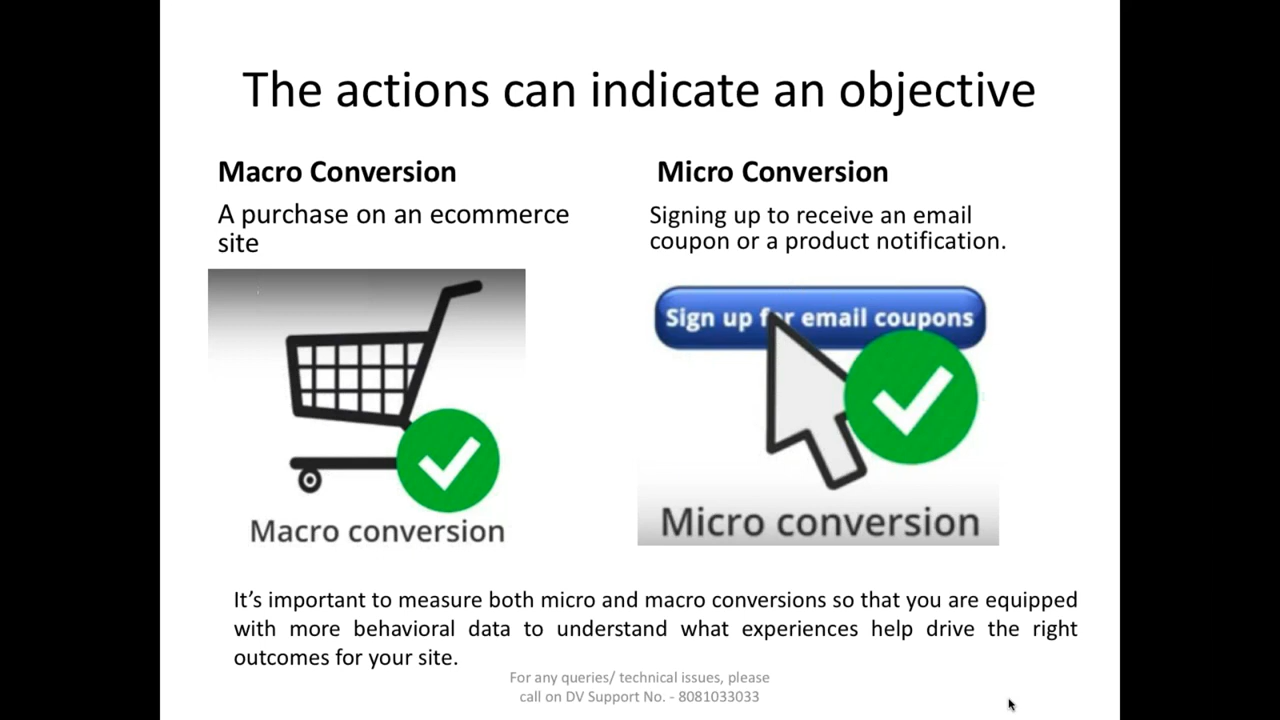 The actions can indicate an objective
Macro Conversion
A purchase on an ecommerce
site
Macro conversion
Micro Conversion
Signing up to receive an email
coupon or a product notification.
Sign up for email coupons
Micro conversion
It’s important to measure both micro and macro conversions so that you are equipped
with more behavioral data to understand what experiences help drive the right
outcomes for your site.
For any queries/ technical issues, please
call on DV Support No. - 8081033033